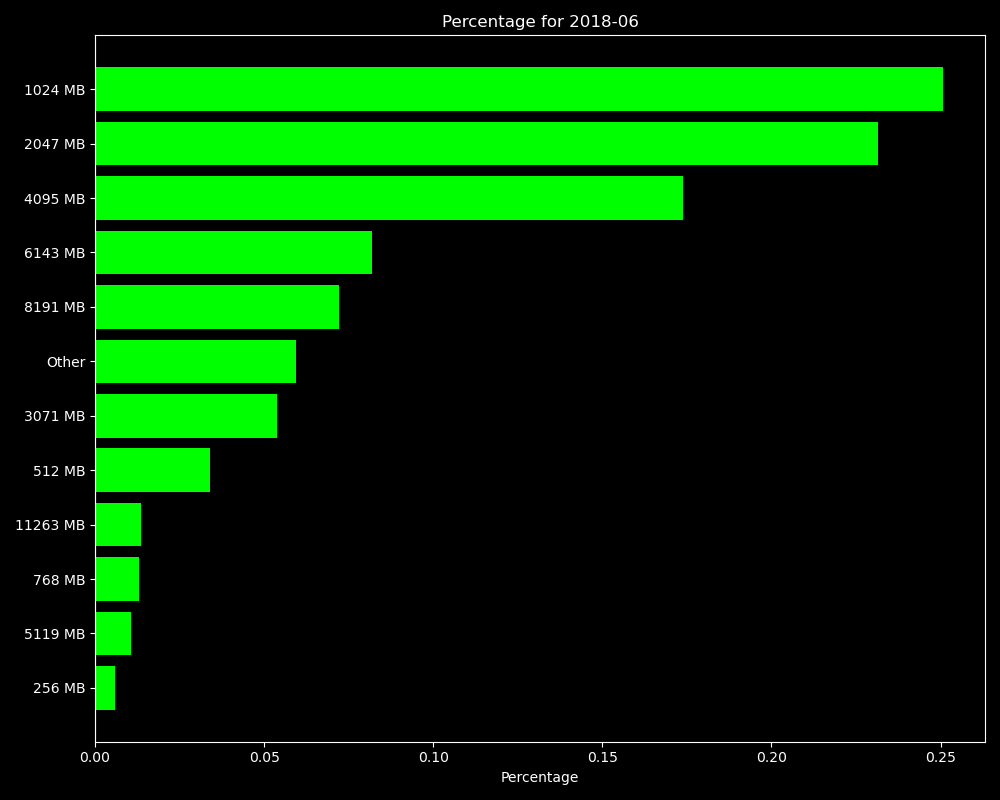 Percentage for 2018-06
1024 MB
2047 MB
4095 MB
6143 MB
8191 MB
Other
3071 MB
512 MB
11263 MB
768 MB
5119 MB
256 MB
0.00 0.05 0.10 0.15 0.20 0.25
Percentage